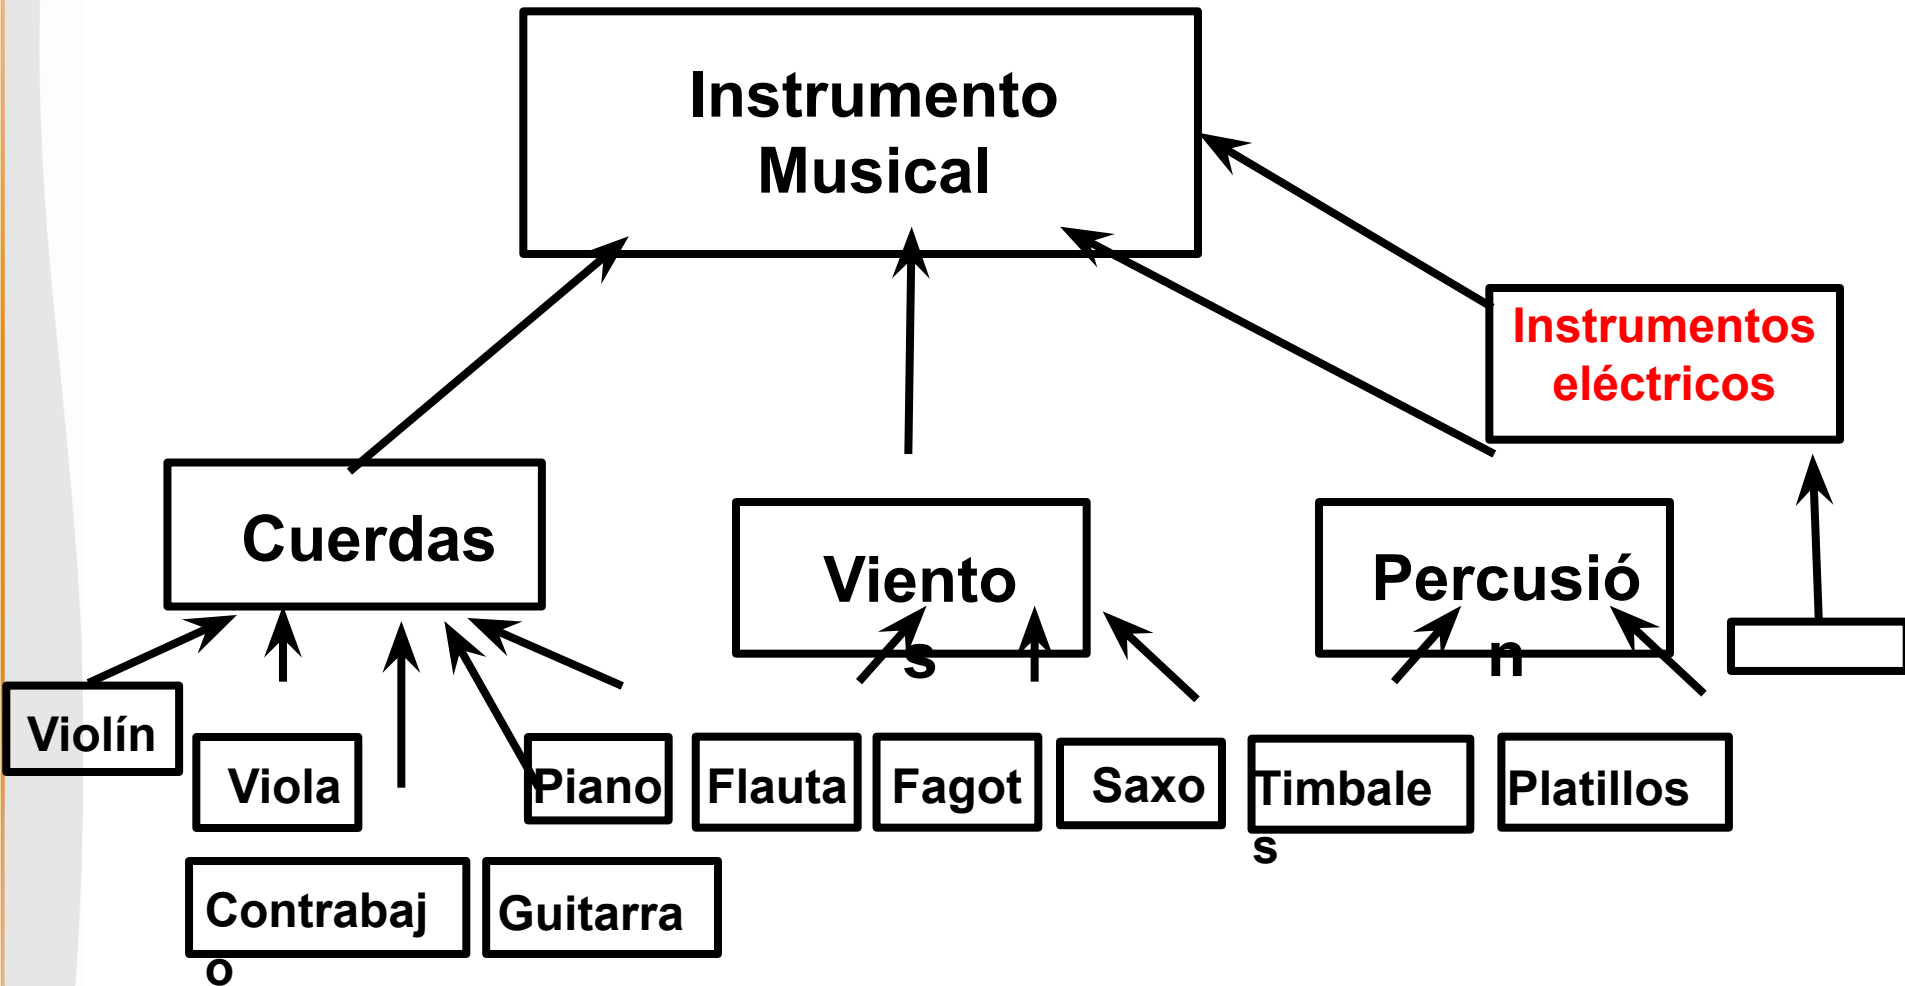 Instrumento
Musical
Instrumentos
eléctricos
Cuerdas
Viento
s
Percusió
n
Violín
Viola
Piano
Flauta
Fagot
Saxo
Timbale
s
Platillos
Contrabaj
o
Guitarra